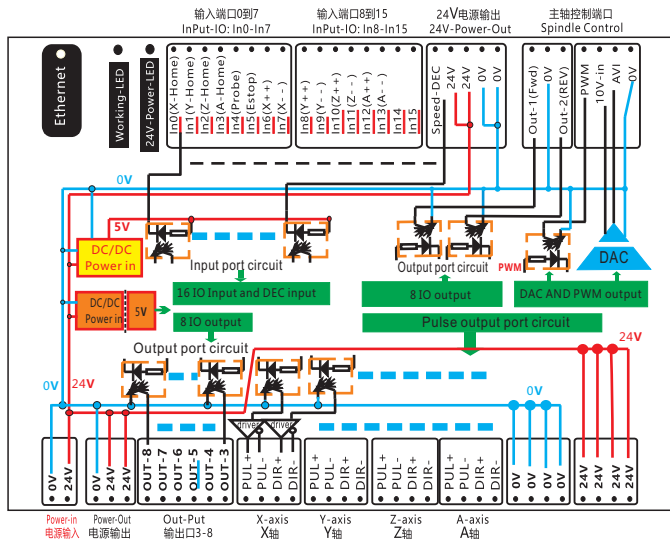 输入端口0到7
InPut-IO: In0-In7
输入端口8到15
InPut-IO: In8-In15
24V电源输出
24V-Power-Out
主轴控制端口
Spindle Control
Ethernet
Working-LED
24V-Power-LED
In0(X-Home)
In1(Y-Home)
In2(Z-Home)
In3(A-Home)
In4(Probe)
In5(Estop)
In6(X++)
In7(X--)
In8(Y++)
In9(Y--)
In10(Z++)
In11(Z--)
In12(A++)
In13(A--)
In14
In15
Speed-DEC
24V
24V
0V
0V
Out-1(Fwd)
0V
Out-2(REV)
PWM
10V-in
AVI
0V
0V
5V
DC/DC
Power in
Input port circuit
Output port circuit
PWM
DAC
DC/DC
Power in
5V
16 IO Input and DEC input
8 IO output
DAC AND PWM output
8 IO output
Pulse output port circuit
Output port circuit
24V
0V
24V
0V
driver
driver
0V
24V
0V
24V
24V
OUT-8
OUT-7
OUT-6
OUT-5
OUT-4
OUT-3
PUL+
PUL-
DIR+
DIR-
PUL+
PUL-
DIR+
DIR-
PUL+
PUL-
DIR+
DIR-
PUL+
PUL-
DIR+
DIR-
0V
0V
0V
0V
24V
24V
24V
24V
Power-in
电源输入
Power-Out
电源输出
Out-Put
输出口3-8
X-axis
X轴
Y-axis
Y轴
Z-axis
Z轴
A-axis
A轴